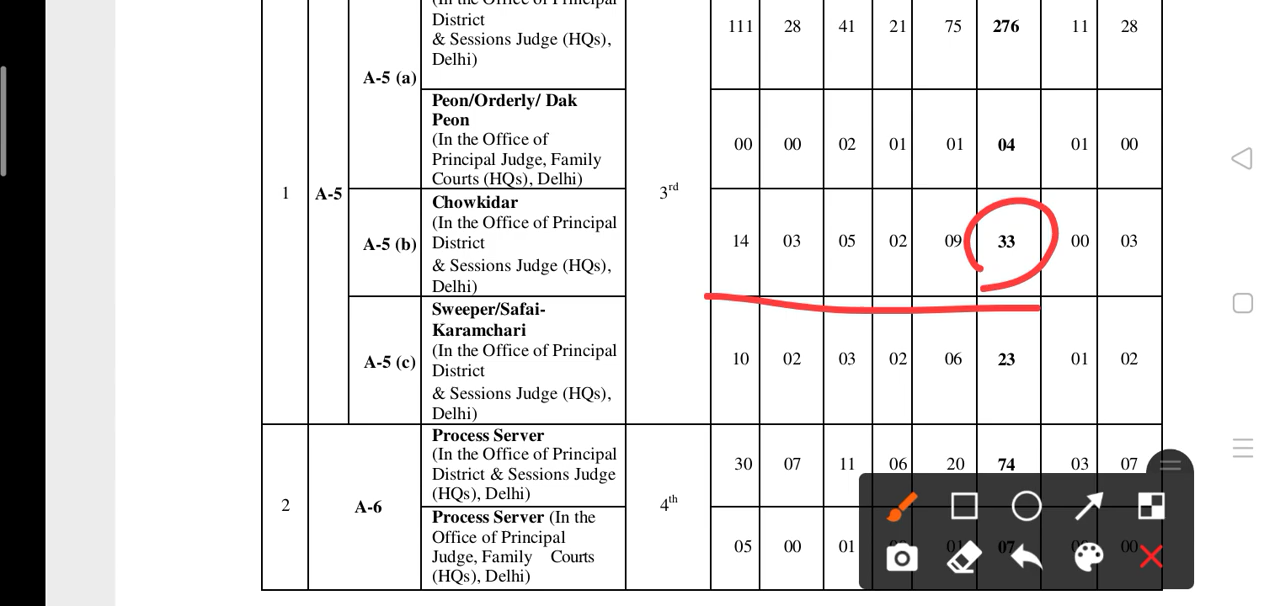 (In the Office of Principal
District
& Sessions Judge (HQs),
Delhi)
111 28 41 21 75 276 11 28
A-5 (a)
Peon/Orderly/ Dak
Peon
(In the Office of
Principal Judge, Family
Courts (HQs), Delhi)
00 00 02 01 01 04 01 00
1 A-5 3rd
Chowkidar
(In the Office of Principal
District
& Sessions Judge (HQs),
Delhi)
A-5 (b)
14 03 05 02 09 33 00 03
Sweeper/Safai-
Karamchari
(In the Office of Principal
District
& Sessions Judge (HQs),
Delhi)
A-5 (c)
10 02 03 02 06 23 01 02
Process Server
(In the Office of Principal
District & Sessions Judge
(HQs), Delhi)
30 07 11 06 20 74 03 07
2 A-6 4th
Process Server (In the
Office of Principal
Judge, Family Courts
(HQs), Delhi)
05 00 01 01 07 00